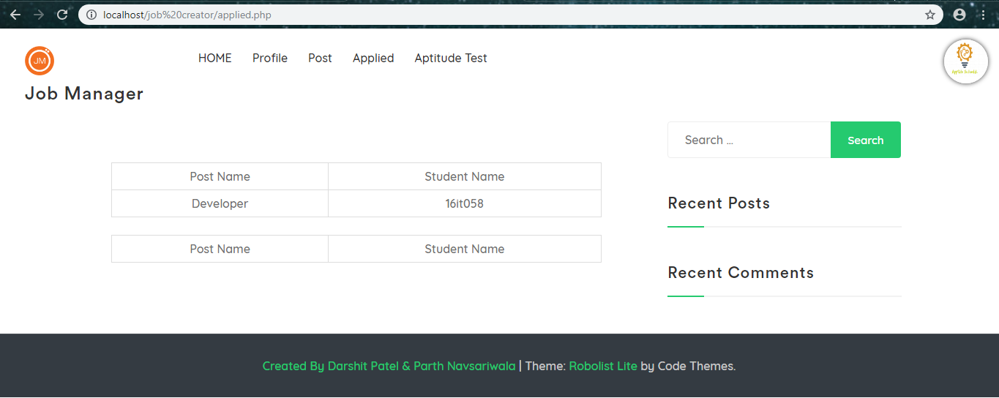 localhost/job%20creator/applied.php
JM
HOME Profile Post Applied Aptitude Test
Job Manager
Search ... Search
Post Name Student Name
Developer 16it058
Post Name Student Name
Recent Posts
Recent Comments
Created By Darshit Patel & Parth Navsariwala | Theme: Robolist Lite by Code Themes.